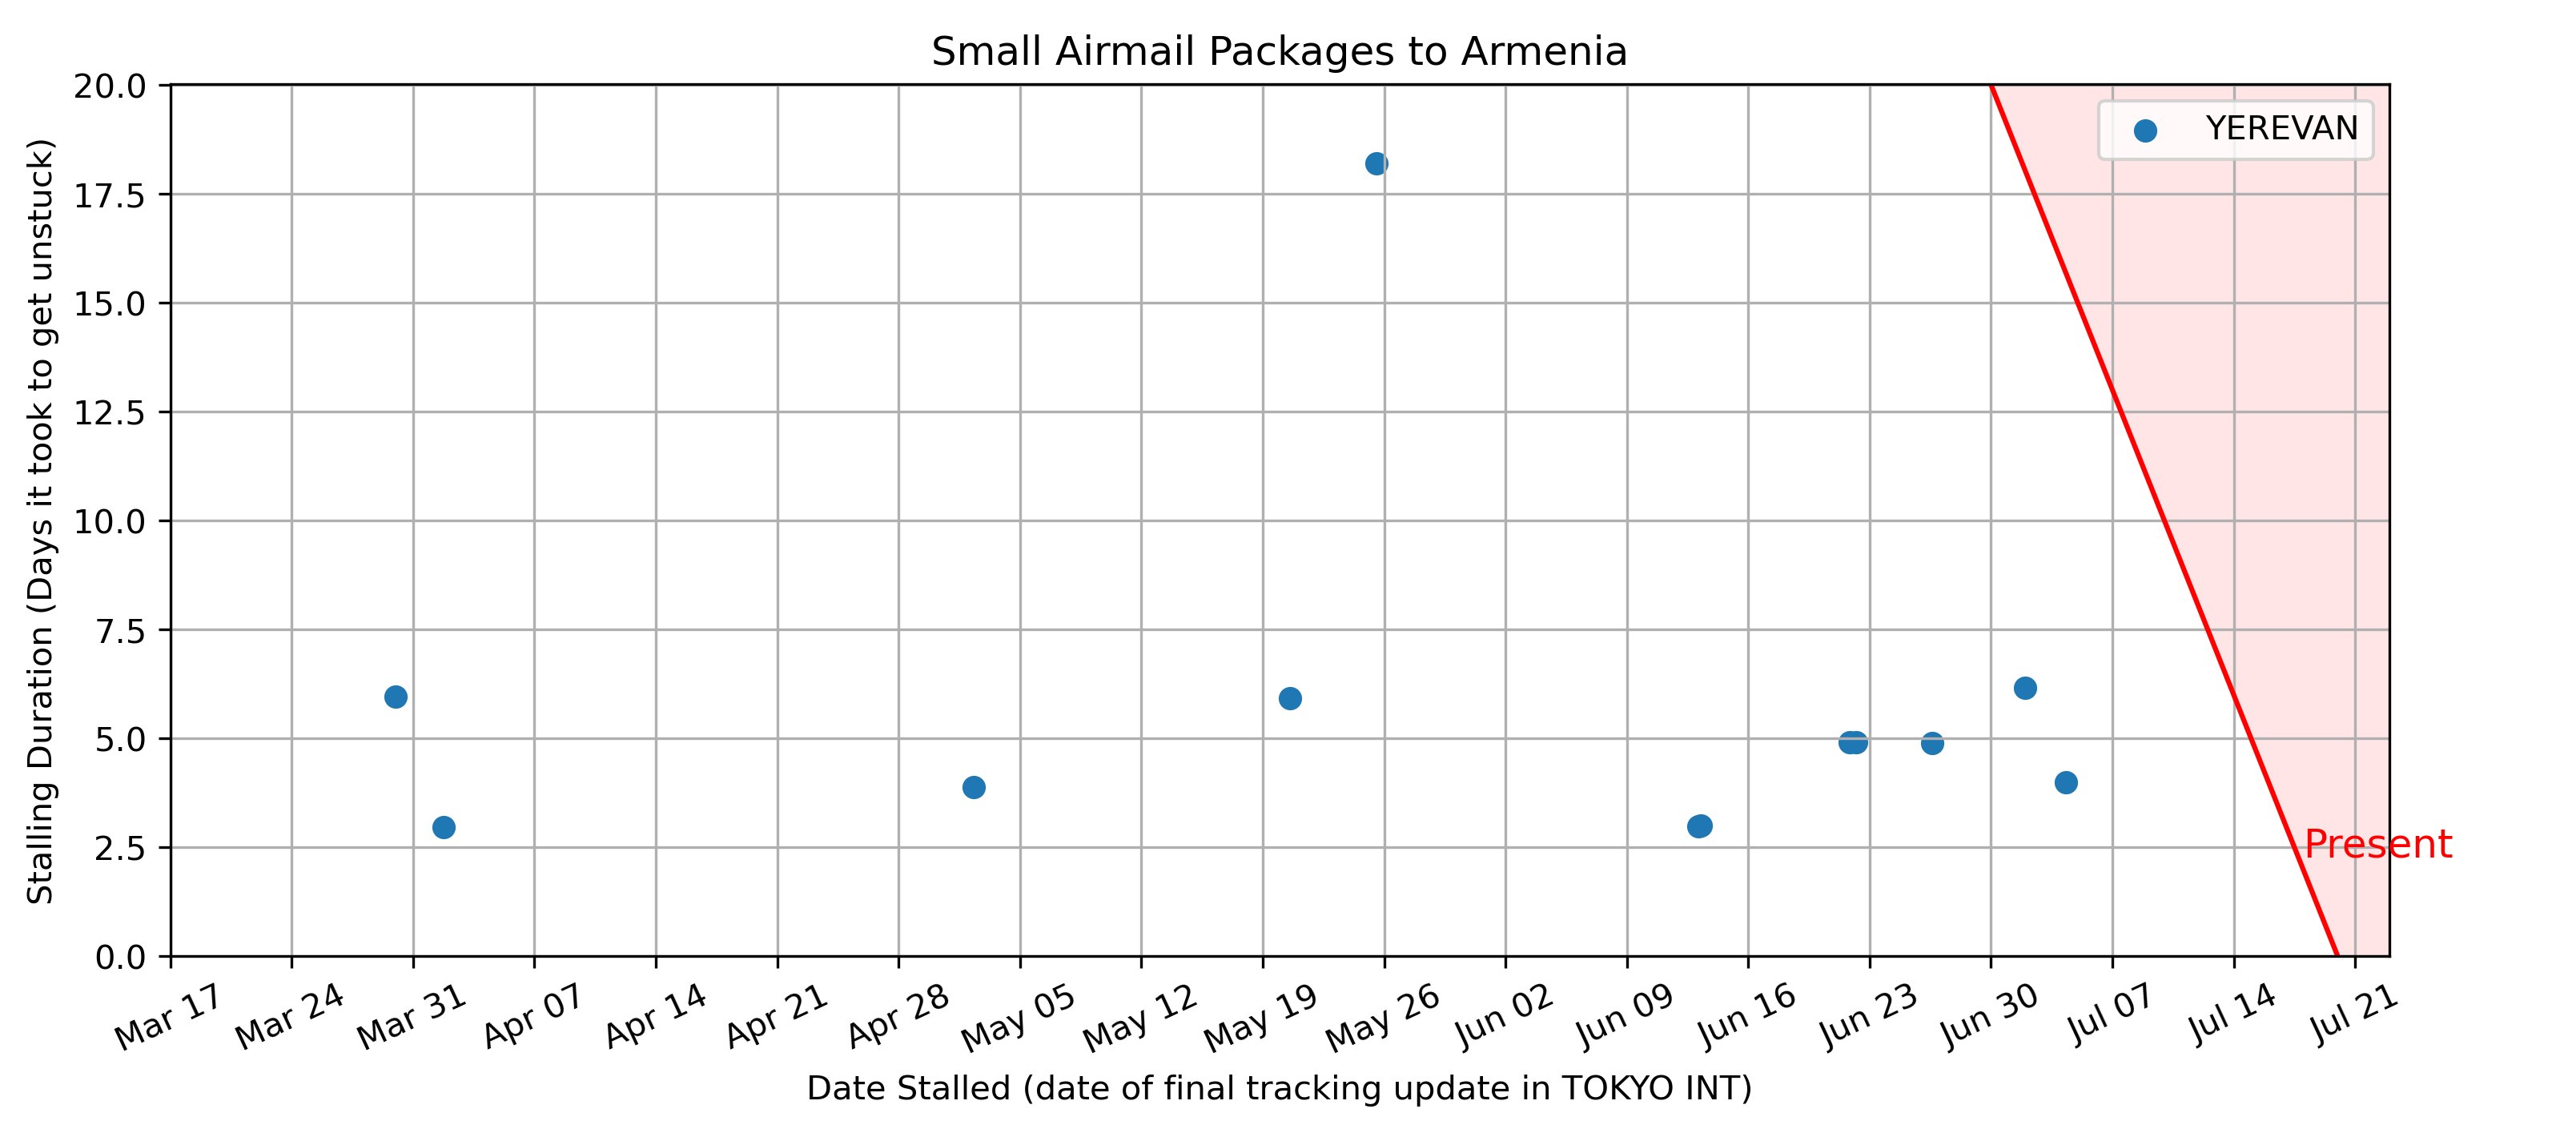 Small Airmail Packages to Armenia
Stalling Duration (Days it took to get unstuck)
20.0
17.5
15.0
12.5
10.0
7.5
5.0
2.5
0.0
YEREVAN
Present
Mar 17 Mar 24 Mar 31 Apr 07 Apr 14 Apr 21 Apr 28 May 05 May 12 May 19 May 26 Jun 02 Jun 09 Jun 16 Jun 23 Jun 30 Jul 07 Jul 14 Jul 21
Date Stalled (date of final tracking update in TOKYO INT)